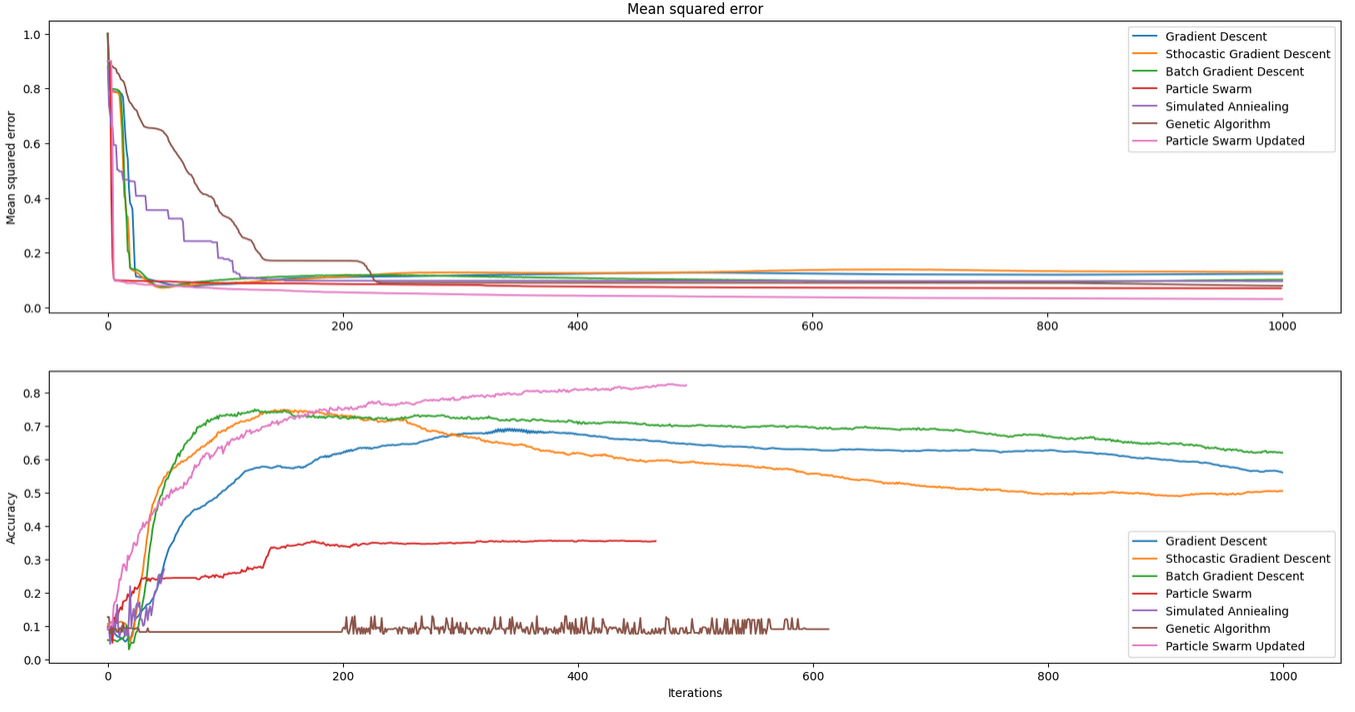 Mean squared error
Mean squared error
1.0
0.8
0.6
0.4
0.2
0.0
Gradient Descent
Sthocastic Gradient Descent
Batch Gradient Descent
Particle Swarm
Simulated Anniealing
Genetic Algorithm
Particle Swarm Updated
0 200 400 600 800 1000
Accuracy
0.8
0.7
0.6
0.5
0.4
0.3
0.2
0.1
0.0
Gradient Descent
Sthocastic Gradient Descent
Batch Gradient Descent
Particle Swarm
Simulated Anniealing
Genetic Algorithm
Particle Swarm Updated
0 200 400 600 800 1000
Iterations